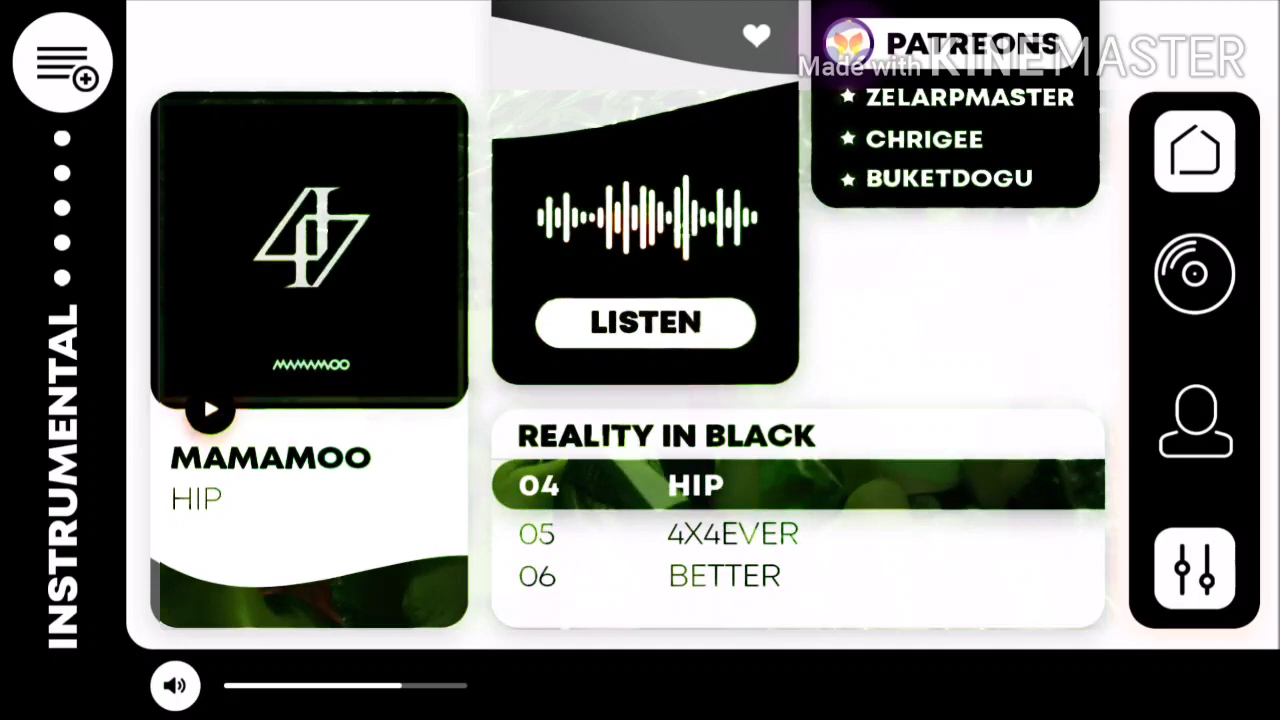 INSTRUMENTAL
MAMAMOO
MAMAMOO
HIP
LISTEN
PATREONS
Made with KINEMASTER
ZELARPMASTER
CHRIGEE
BUKETDOGU
REALITY IN BLACK
04 HIP
05 4X4EVER
06 BETTER